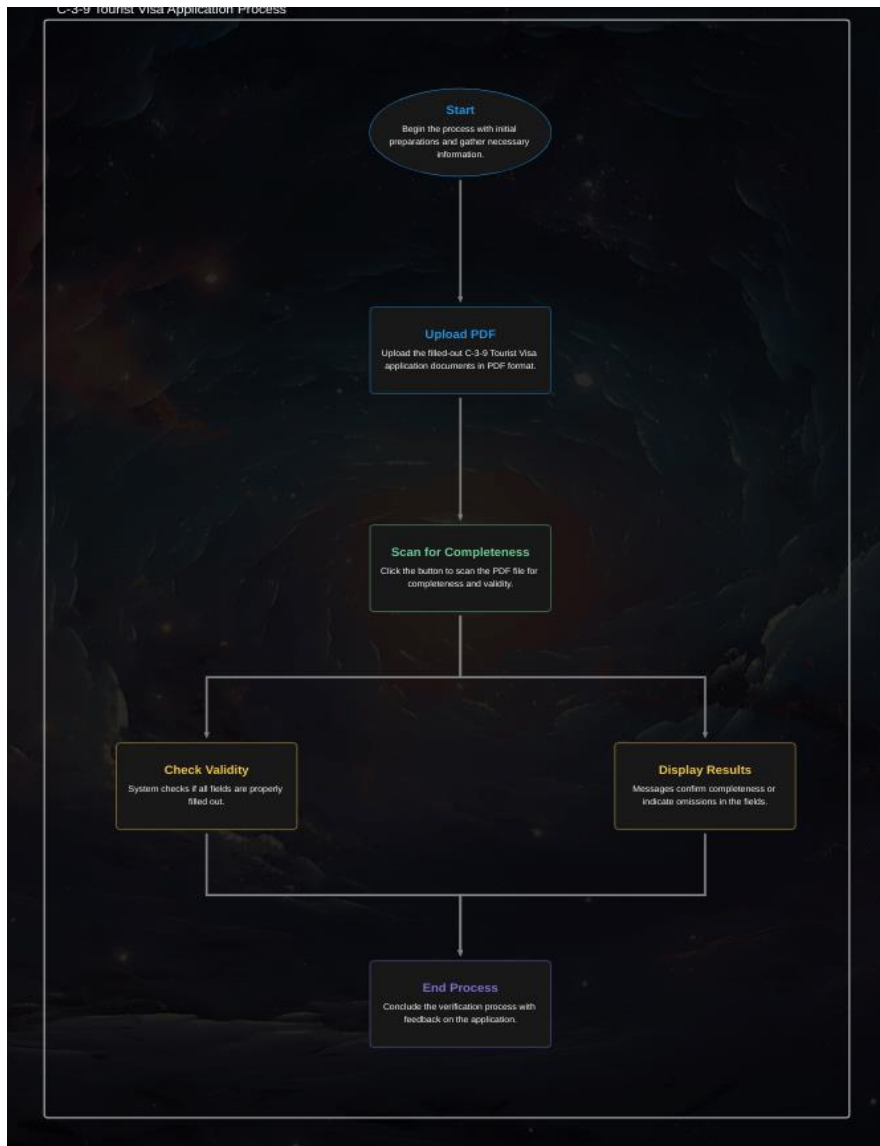 C-3-9 Tourist Visa Application Process
Start
Begin the process with initial
preparations and gather necessary
information.
Upload PDF
Upload the filled-out C-3-9 Tourist Visa
application documents in PDF format.
Scan for Completeness
Click the button to scan the PDF file for
completeness and validity.
Check Validity
System checks if all fields are properly
filled out.
Display Results
Messages confirm completeness or
indicate omissions in the fields.
End Process
Conclude the verification process with
feedback on the application.